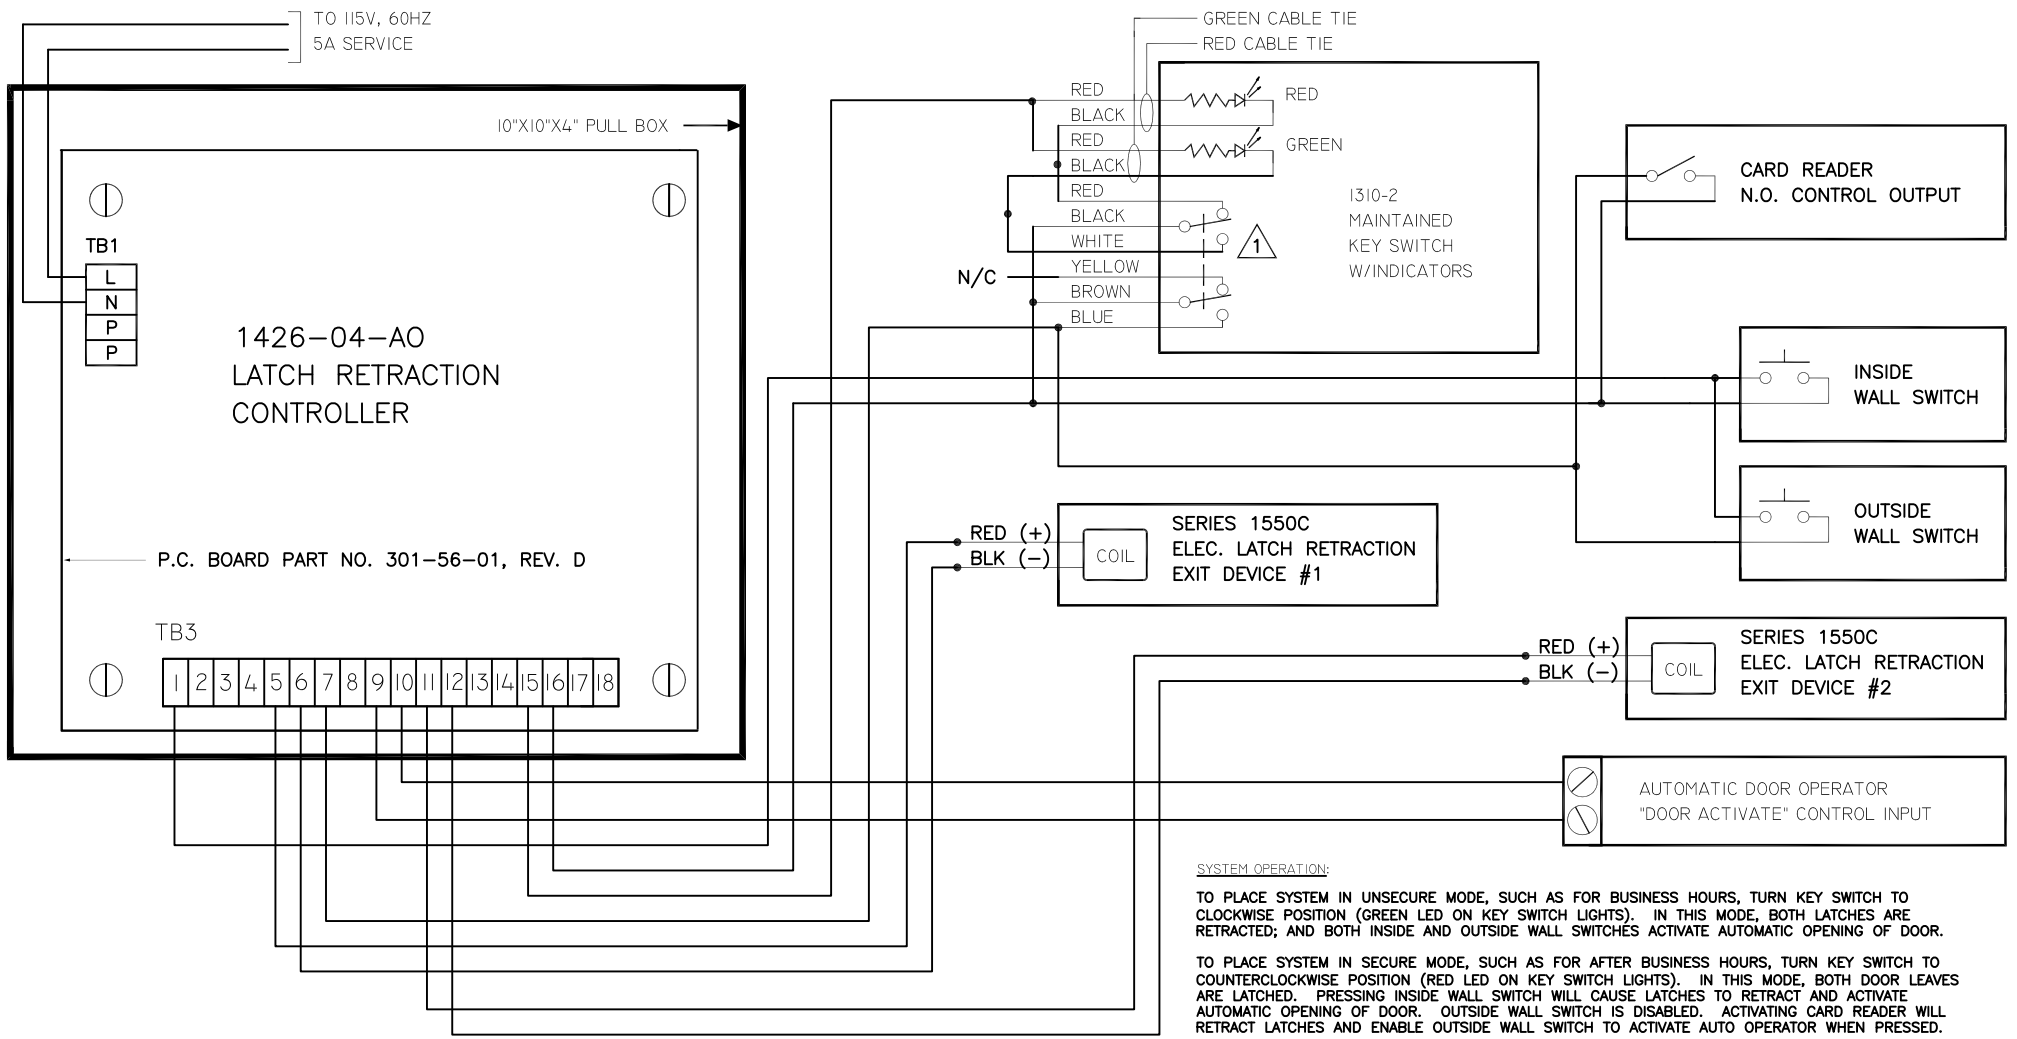 TO 115V, 60HZ
5A SERVICE
GREEN CABLE TIE
RED CABLE TIE
10"X10"X4" PULL BOX
RED
BLACK
RED
BLACK
RED
BLACK
WHITE
YELLOW
BROWN
BLUE
N/C
RED
GREEN
1310-2
MAINTAINED
KEY SWITCH
W/INDICATORS
1
CARD READER
N.O. CONTROL OUTPUT
TB1
L
N
P
P
1426-04-AO
LATCH RETRACTION
CONTROLLER
INSIDE
WALL SWITCH
OUTSIDE
WALL SWITCH
P.C. BOARD PART NO. 301-56-01, REV. D
RED (+)
BLK (-)
COIL
SERIES 1550C
ELEC. LATCH RETRACTION
EXIT DEVICE #1
TB3
1 2 3 4 5 6 7 8 9 10 11 12 13 14 15 16 17 18
RED (+)
BLK (-)
COIL
SERIES 1550C
ELEC. LATCH RETRACTION
EXIT DEVICE #2
AUTOMATIC DOOR OPERATOR
"DOOR ACTIVATE" CONTROL INPUT
SYSTEM OPERATION:
TO PLACE SYSTEM IN UNSECURE MODE, SUCH AS FOR BUSINESS HOURS, TURN KEY SWITCH TO
CLOCKWISE POSITION (GREEN LED ON KEY SWITCH LIGHTS). IN THIS MODE, BOTH LATCHES ARE
RETRACTED; AND BOTH INSIDE AND OUTSIDE WALL SWITCHES ACTIVATE AUTOMATIC OPENING OF DOOR.
TO PLACE SYSTEM IN SECURE MODE, SUCH AS FOR AFTER BUSINESS HOURS, TURN KEY SWITCH TO
COUNTERCLOCKWISE POSITION (RED LED ON KEY SWITCH LIGHTS). IN THIS MODE, BOTH DOOR LEAVES
ARE LATCHED. PRESSING INSIDE WALL SWITCH WILL CAUSE LATCHES TO RETRACT AND ACTIVATE
AUTOMATIC OPENING OF DOOR. OUTSIDE WALL SWITCH IS DISABLED. ACTIVATING CARD READER WILL
RETRACT LATCHES AND ENABLE OUTSIDE WALL SWITCH TO ACTIVATE AUTO OPERATOR WHEN PRESSED.